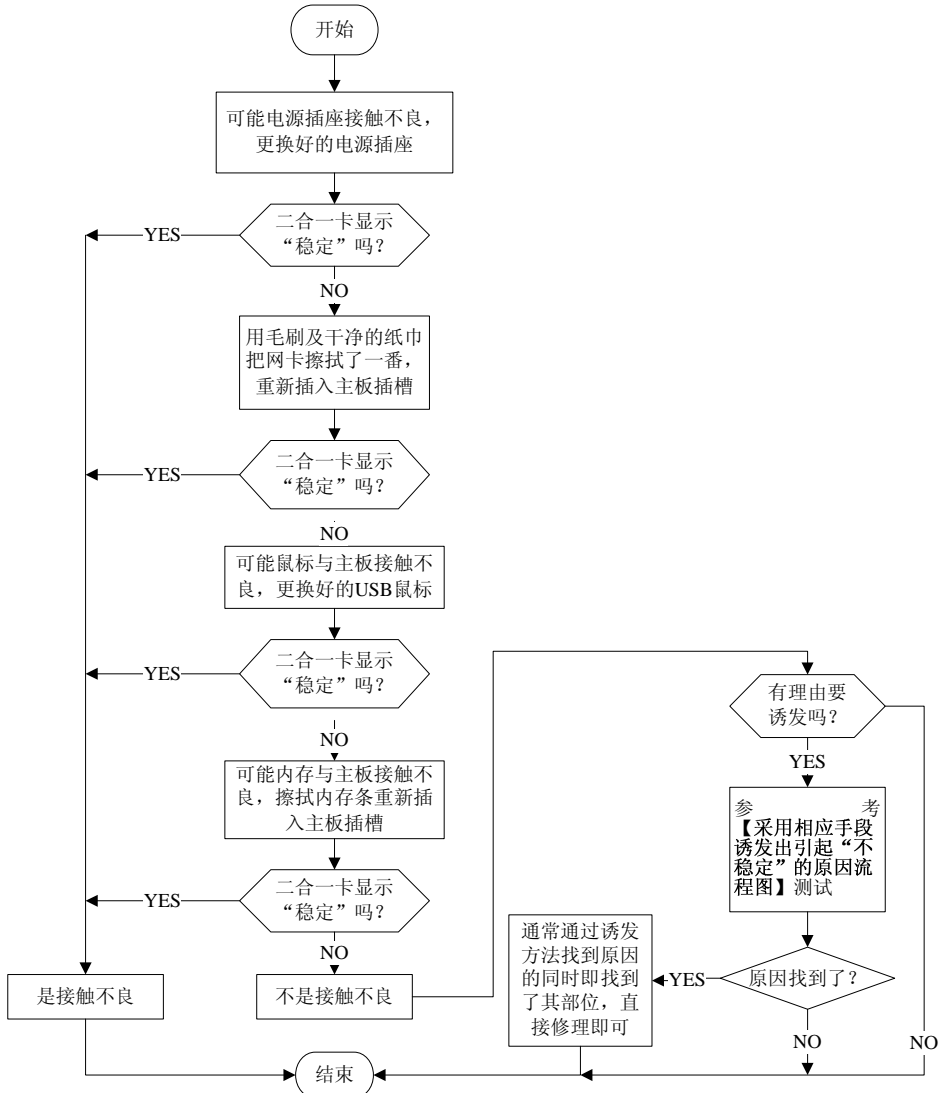 开始
可能电源插座接触不良，
更换好的电源插座
二合一卡显示
“稳定”吗？
YES
NO
用毛刷及干净的纸巾
把网卡擦拭了一番，
重新插入主板插槽
二合一卡显示
“稳定”吗？
YES
NO
可能鼠标与主板接触不
良，更换好的USB鼠标
二合一卡显示
“稳定”吗？
YES
NO
可能内存与主板接触不
良，擦拭内存条重新插
入主板插槽
二合一卡显示
“稳定”吗？
YES
NO
是接触不良
不是接触不良
有理由要
诱发吗？
YES
NO
参 考
【采用相应手段
诱发出引起“不
稳定”的原因流
程图】测试
原因找到了？
YES
NO
通常通过诱发
方法找到原因
的同时即找到
了其部位，直
接修理即可
结束